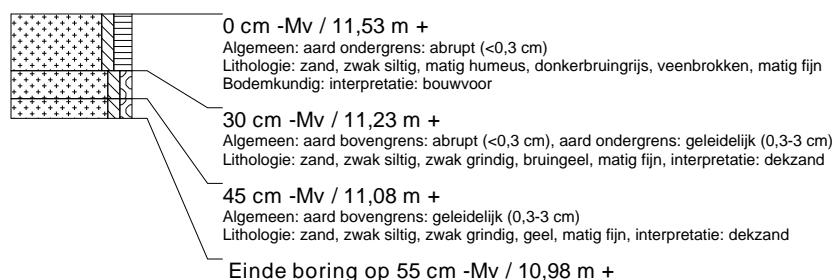 0 cm -Mv / 11,53 m +
Algemeen: aard ondergrens: abrupt (<0,3 cm)
Lithologie: zand, zwak siltig, matig humeus, donkerbruingrijs, veenbrokken, matig fijn
Bodemkundig: interpretatie: bouwvoor
30 cm -Mv / 11,23 m +
Algemeen: aard bovengrens: abrupt (<0,3 cm), aard ondergrens: geleidelijk (0,3-3 cm)
Lithologie: zand, zwak siltig, zwak grindig, bruingeel, matig fijn, interpretatie: dekzand
45 cm -Mv / 11,08 m +
Algemeen: aard bovengrens: geleidelijk (0,3-3 cm)
Lithologie: zand, zwak siltig, zwak grindig, geel, matig fijn, interpretatie: dekzand
Einde boring op 55 cm -Mv / 10,98 m +